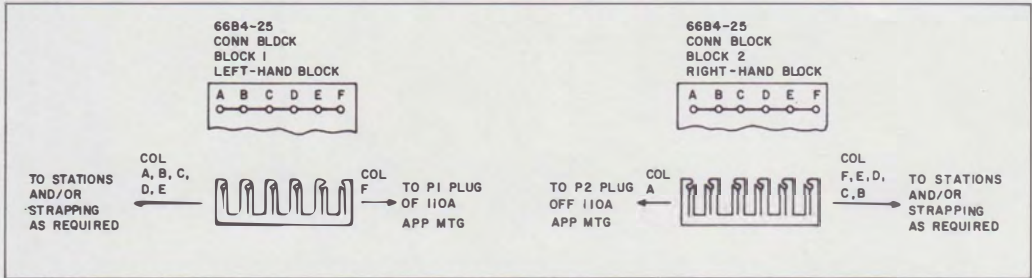 66B4-25
CONN BLOCK
BLOCK 1
LEFT-HAND BLOCK
A B C D E F
TO STATIONS
AND/OR
STRAPPING
AS REQUIRED
COL
A, B, C,
D, E
COL
F
TO P1 PLUG
OF 110A
APP MTG
66B4-25
CONN BLOCK
BLOCK 2
RIGHT-HAND BLOCK
A B C D E F
TO P2 PLUG
OFF 110A
APP MTG
COL
A
COL
F, E, D,
C, B
TO STATIONS
AND/OR
STRAPPING
AS REQUIRED